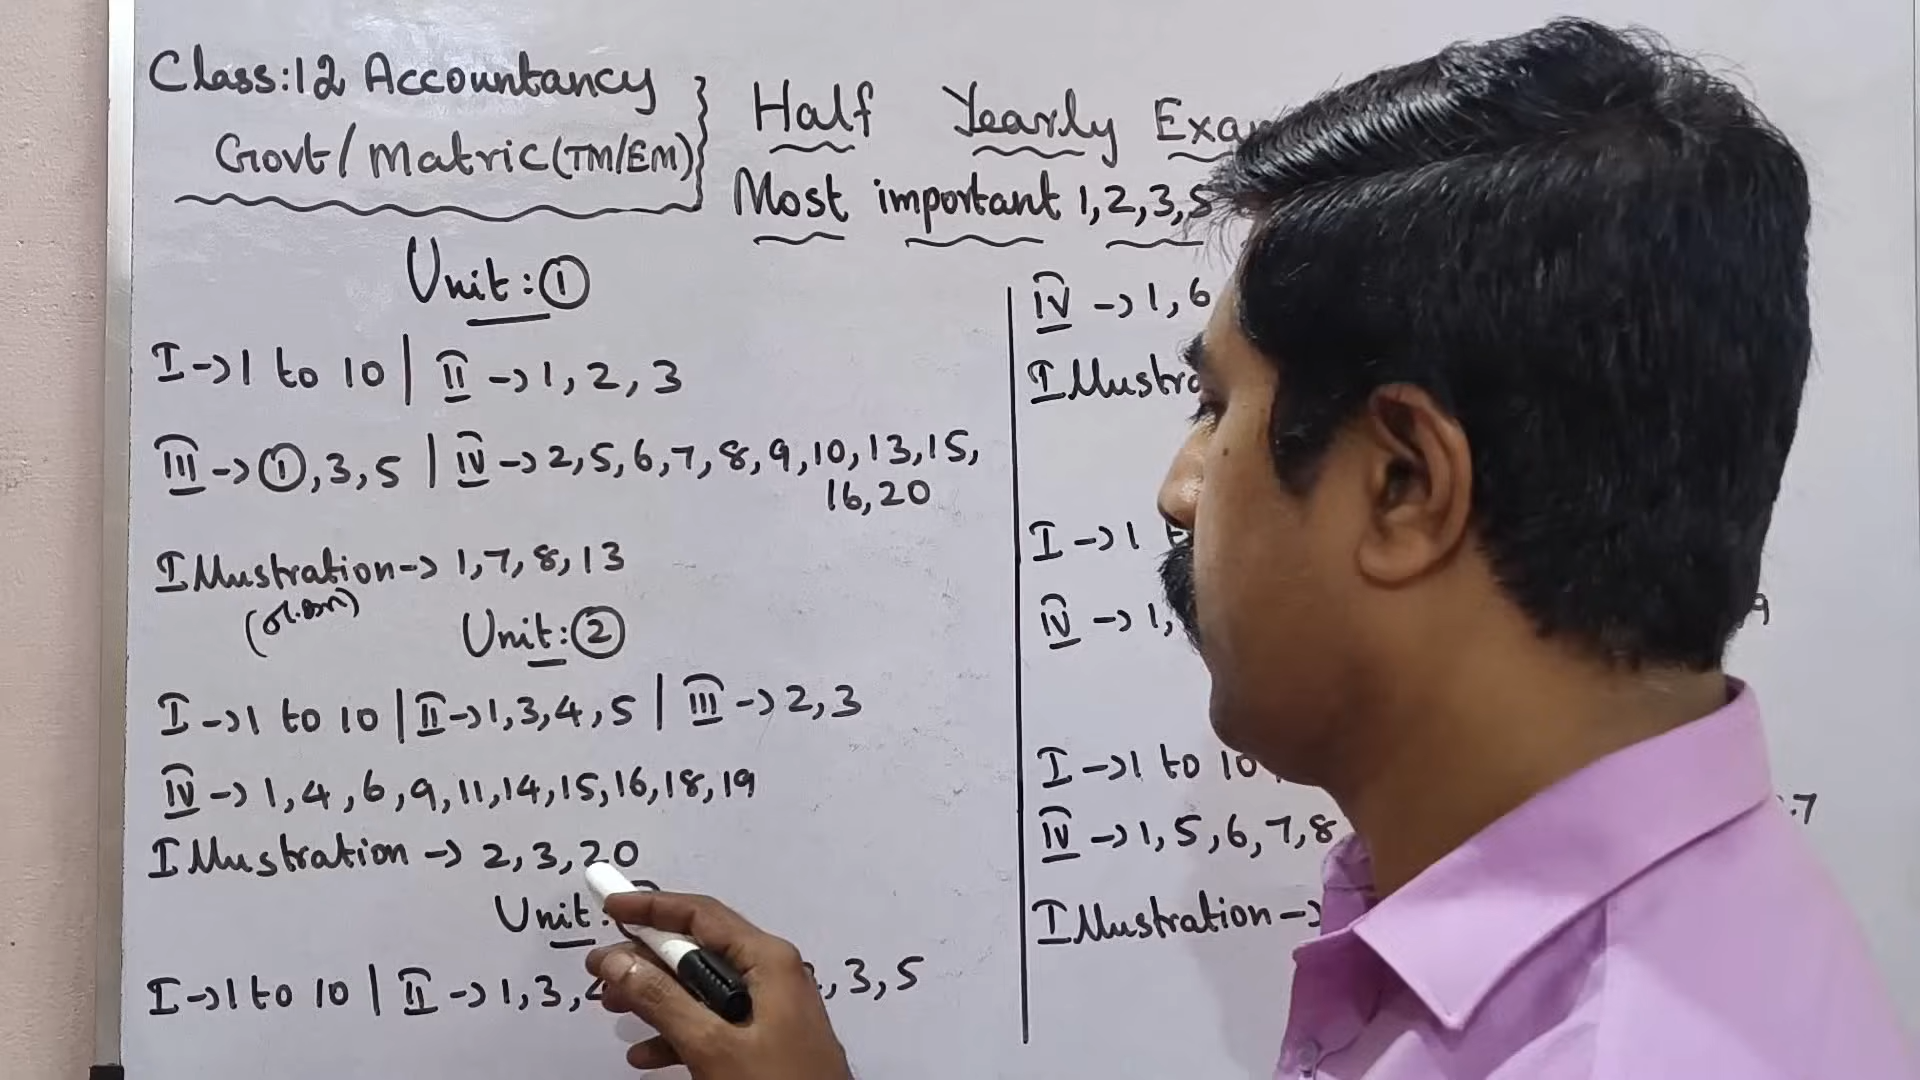 Class:12 Accountancy
Govt/Matric(TM/EM)
Half Yearly
Most important 1,2,3,5
Unit:①
I→1 to 10 | II→1,2,3
III→①,3,5 | IV→2,5,6,7,8,9,10,13,15,
16,20
Illustration→1,7,8,13
Unit:②
I→1 to 10 | II→1,3,4,5 | III→2,3
IV→1,4,6,9,11,14,15,16,18,19
Illustration→2,3,20
Unit:
I→1 to 10 | II→1,3, ,3,5
IV→1,6
I→1
IV→1,
I→1 to 10
IV→1,5,6,7,8
Illustration→